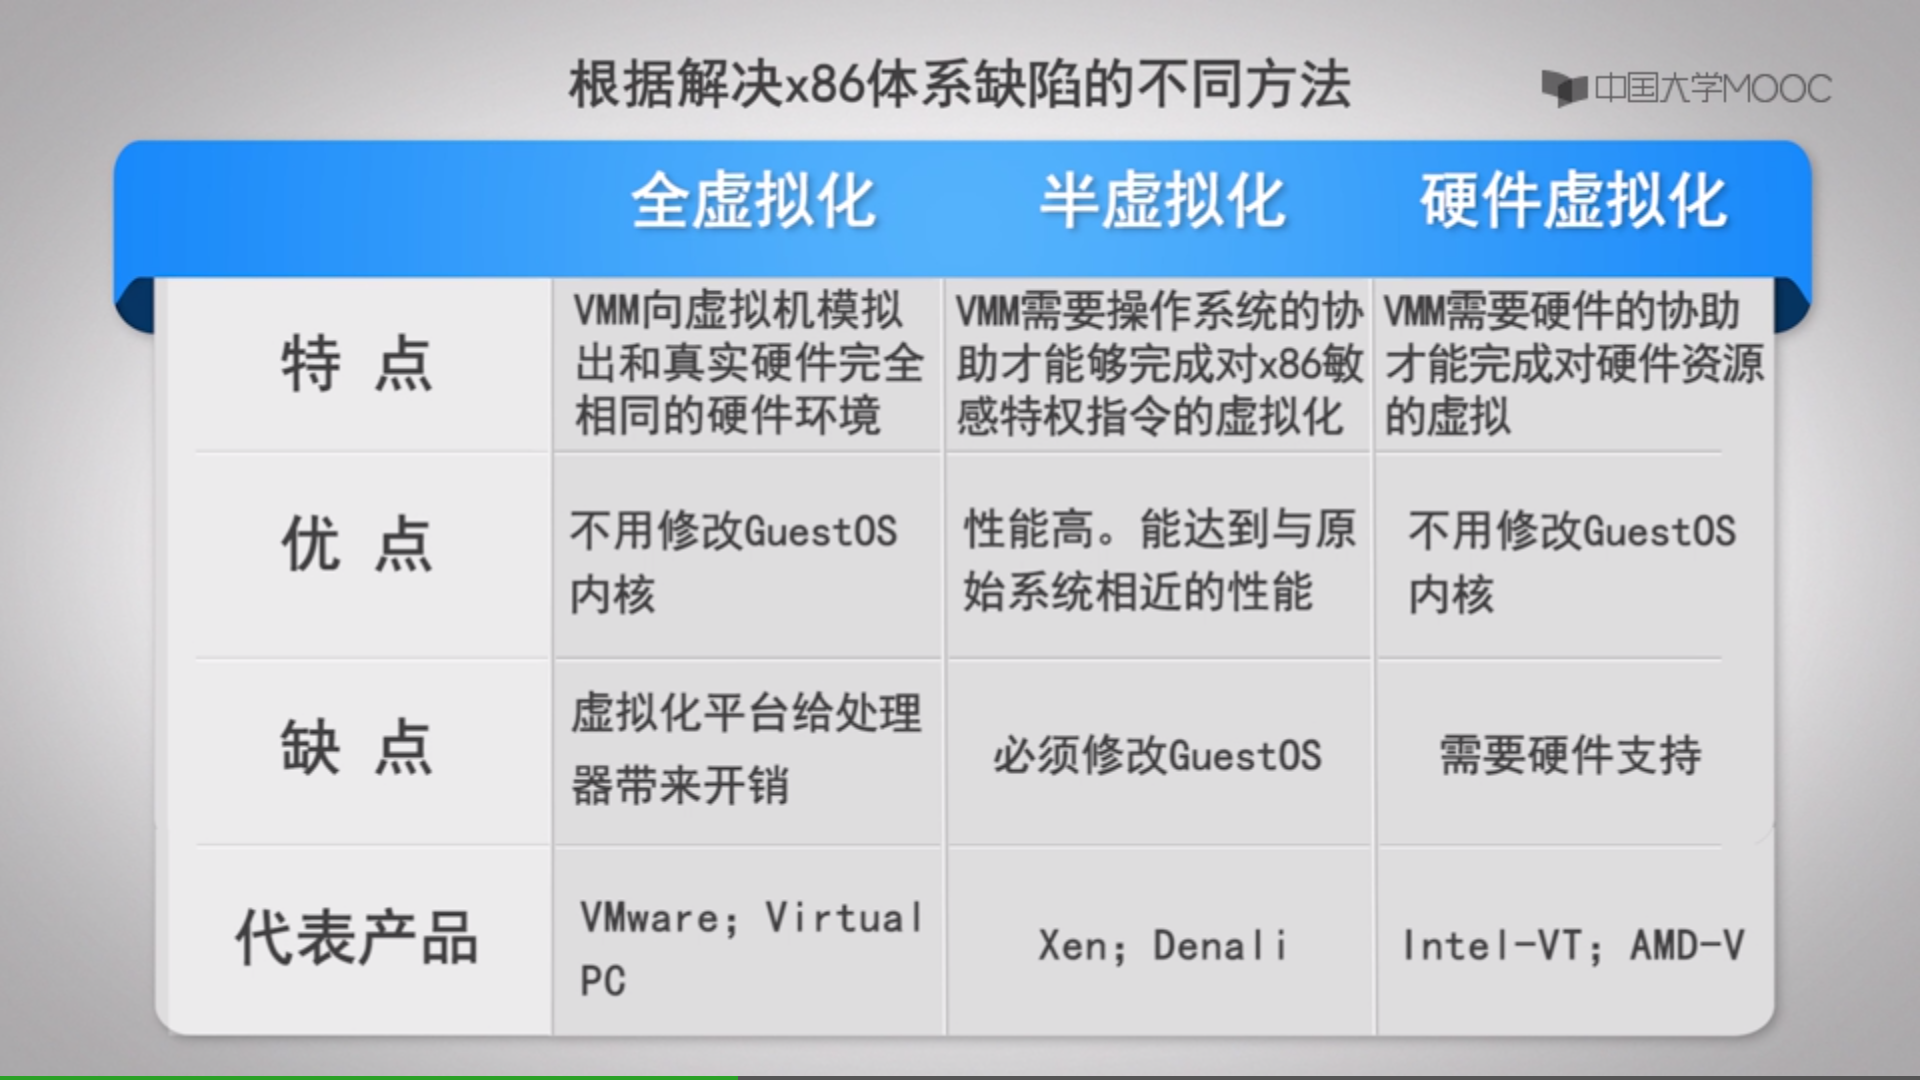 根据解决x86体系缺陷的不同方法
中国大学MOOC
全虚拟化
半虚拟化
硬件虚拟化
特 点
VMM向虚拟机模拟
出和真实硬件完全
相同的硬件环境
VMM需要操作系统的协
助才能够完成对x86敏
感特权指令的虚拟化
VMM需要硬件的协助
才能完成对硬件资源
的虚拟
优 点
不用修改GuestOS
内核
性能高。能达到与原
始系统相近的性能
不用修改GuestOS
内核
缺 点
虚拟化平台给处理
器带来开销
必须修改GuestOS
需要硬件支持
代表产品
VMware；Virtual
PC
Xen；Denali
Intel-VT；AMD-V